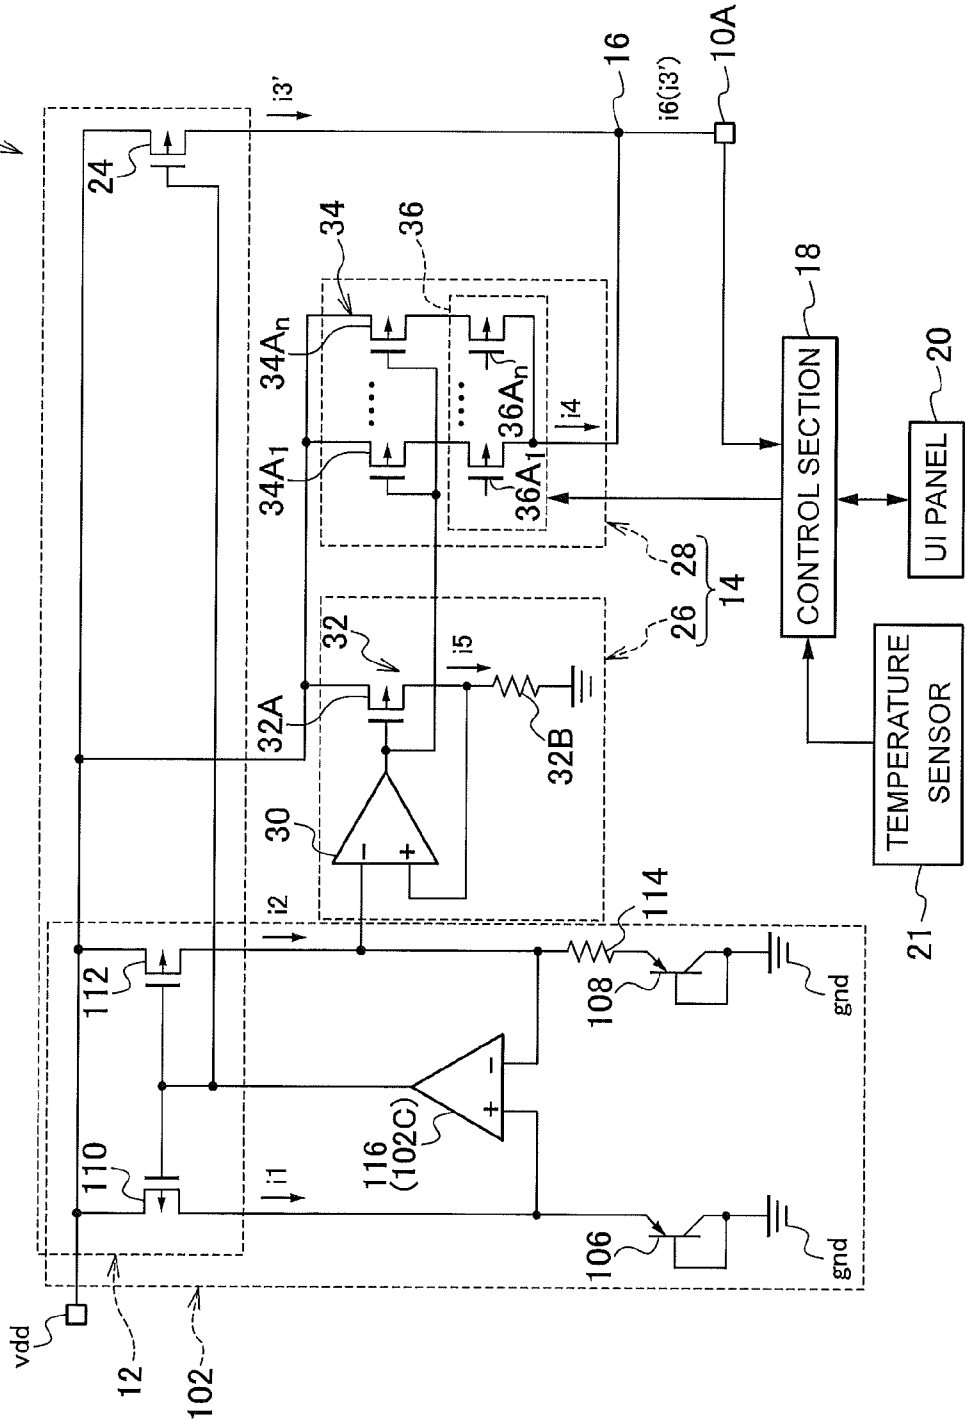 vdd
12
102
110
112
24
i1
i2
i3'
116
(102C)
+
−
106
108
114
gnd
gnd
30
−
+
32A
32
i5
32B
34A1
34An
34
36
36A1
36An
i4
26
28
14
16
i6(i3')
10A
CONTROL SECTION
18
UI PANEL
20
TEMPERATURE
SENSOR
21